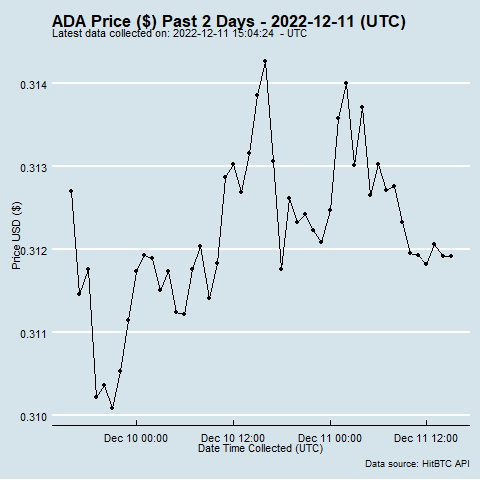 ADA Price ($) Past 2 Days - 2022-12-11 (UTC)
Latest data collected on: 2022-12-11 15:04:24 - UTC
0.314
0.313
0.312
0.311
0.310
Price USD ($)
Dec 10 00:00 Dec 10 12:00 Dec 11 00:00 Dec 11 12:00
Date Time Collected (UTC)
Data source: HitBTC API